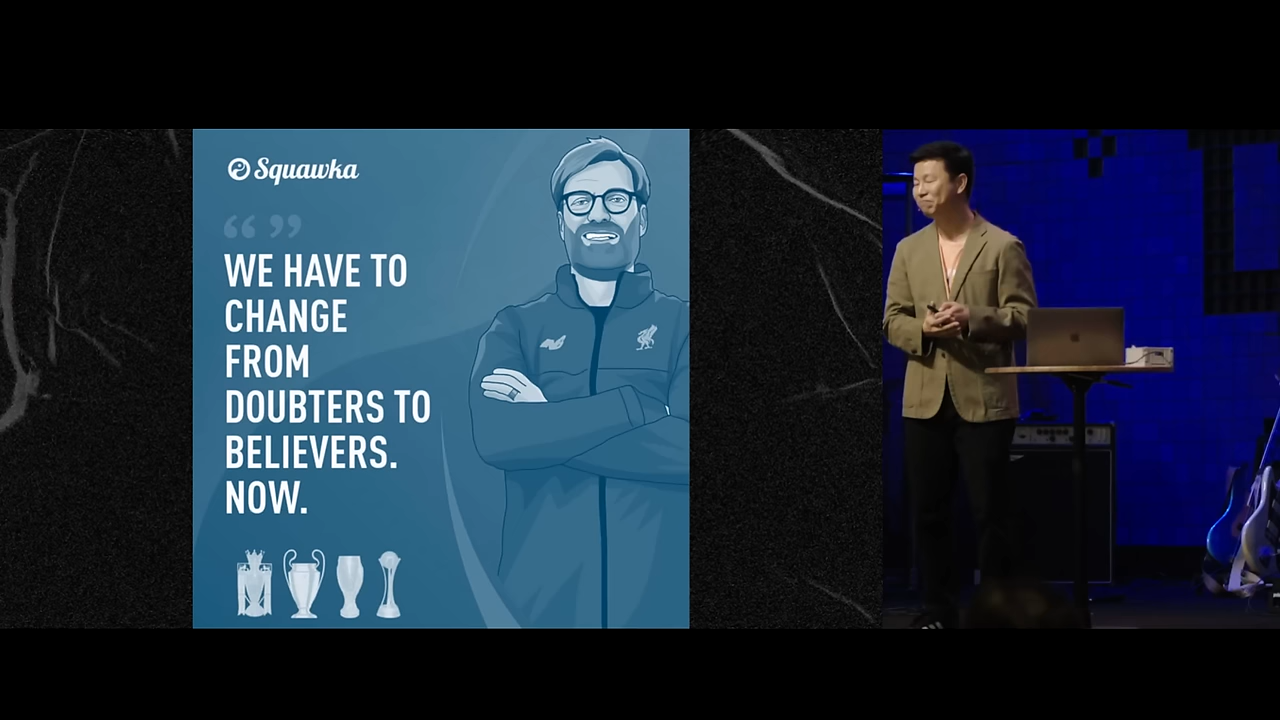 Squawka
“ ”
WE HAVE TO
CHANGE
FROM
DOUBTERS TO
BELIEVERS.
NOW.